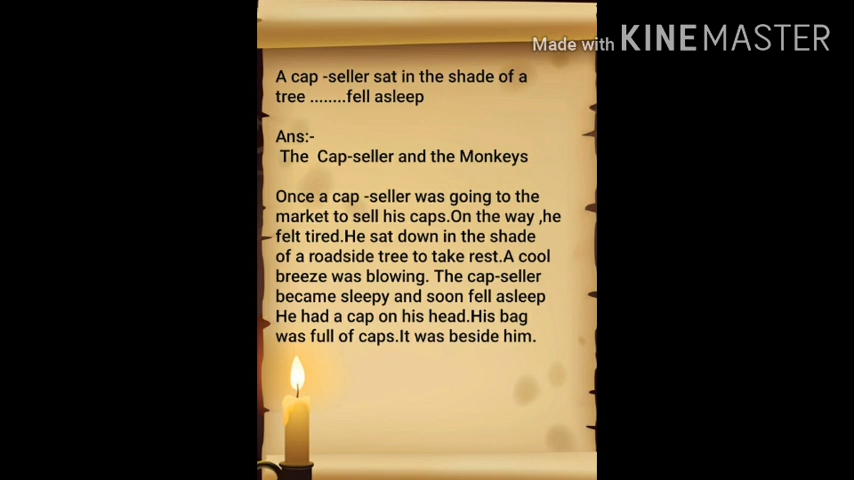 Made with KINEMASTER
A cap -seller sat in the shade of a
tree ........fell asleep
Ans:-
The Cap-seller and the Monkeys
Once a cap -seller was going to the
market to sell his caps.On the way ,he
felt tired.He sat down in the shade
of a roadside tree to take rest.A cool
breeze was blowing. The cap-seller
became sleepy and soon fell asleep
He had a cap on his head.His bag
was full of caps.It was beside him.